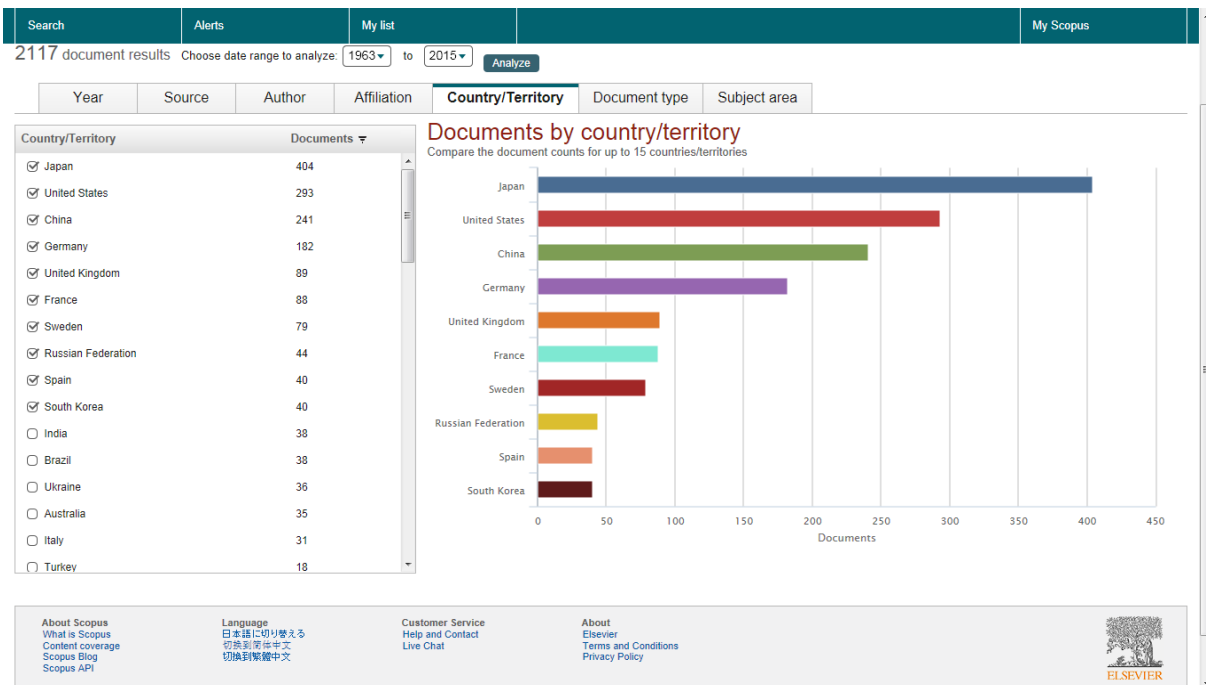 Search Alerts My list My Scopus
2117 document results Choose date range to analyze: 1963 to 2015 Analyze
Year Source Author Affiliation Country/Territory Document type Subject area
Country/Territory Documents
Japan 404
United States 293
China 241
Germany 182
United Kingdom 89
France 88
Sweden 79
Russian Federation 44
Spain 40
South Korea 40
India 38
Brazil 38
Ukraine 36
Australia 35
Italy 31
Turkey 18
Documents by country/territory
Compare the document counts for up to 15 countries/territories
Japan
United States
China
Germany
United Kingdom
France
Sweden
Russian Federation
Spain
South Korea
0 50 100 150 200 250 300 350 400 450
Documents
About Scopus
What is Scopus
Content coverage
Scopus Blog
Scopus API
Language
日本語に切り替える
切换到简体中文
切換到繁體中文
Customer Service
Help and Contact
Live Chat
About
Elsevier
Terms and Conditions
Privacy Policy
ELSEVIER